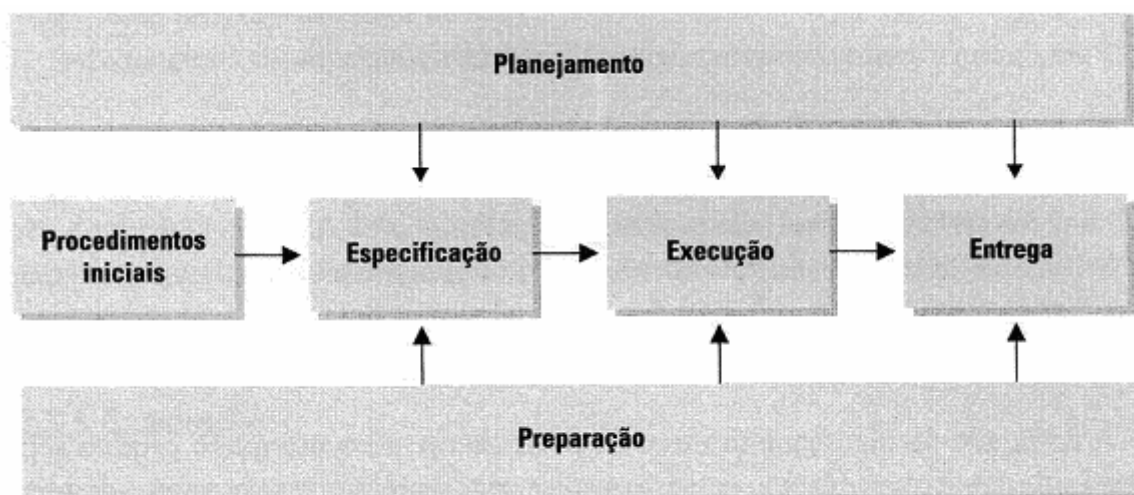 Planejamento
Procedimentos
iniciais
Especificação
Execução
Entrega
Preparação